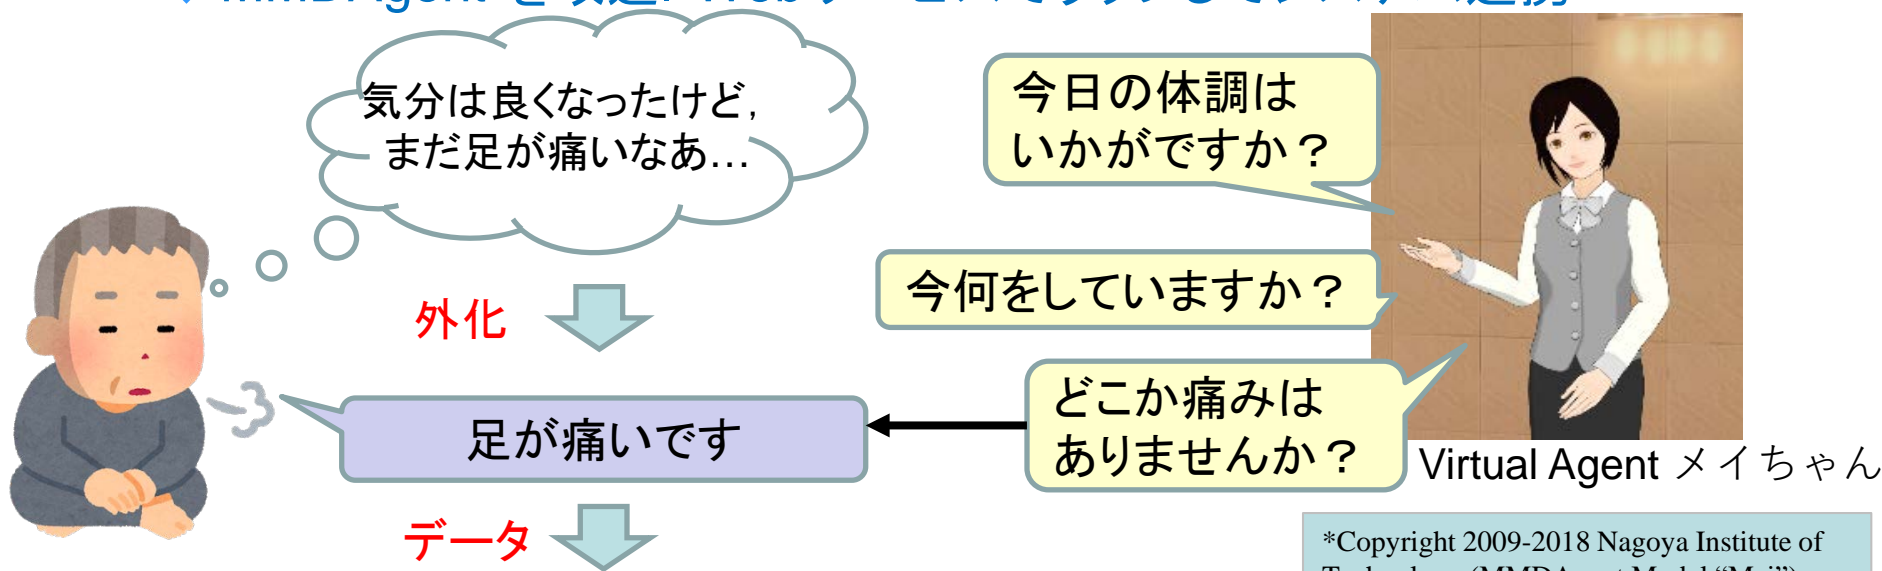 気分は良くなったけど,
まだ足が痛いなあ…
今日の体調は
いかがですか？
今何をしていますか？
外化
どこか痛みは
ありませんか？
足が痛いです
Virtual Agent メイちゃん
データ
*Copyright 2009-2018 Nagoya Institute of